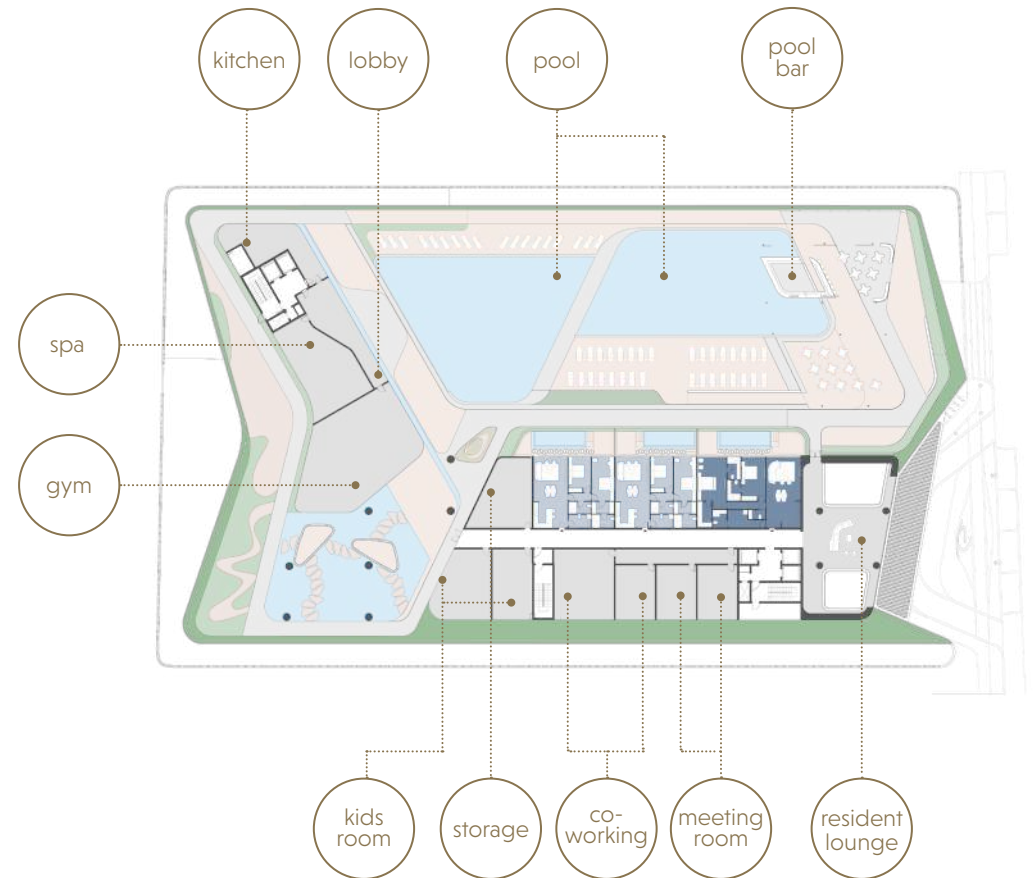 kitchen
lobby
pool
pool
bar
spa
gym
kids
room
storage
co-
working
meeting
room
resident
lounge